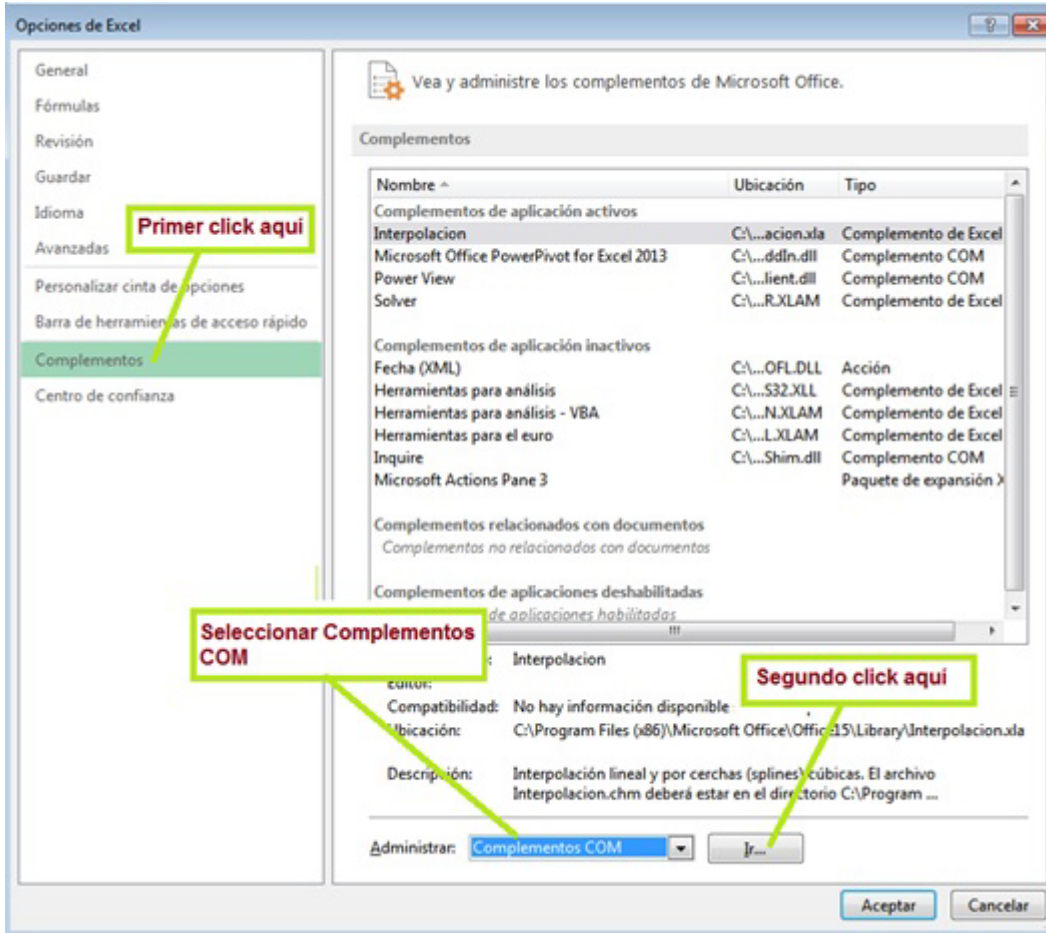 Opciones de Excel
General
Fórmulas
Revisión
Guardar
Idioma
Avanzadas
Personalizar cinta de opciones
Barra de herramientas de acceso rápido
Complementos
Centro de confianza
Primer click aquí
Vea y administre los complementos de Microsoft Office.
Complementos
Nombre Ubicación Tipo
Complementos de aplicación activos
Interpolacion C:\...acion.xla Complemento de Excel
Microsoft Office PowerPivot for Excel 2013 C:\...ddIn.dll Complemento COM
Power View C:\...lient.dll Complemento COM
Solver C:\...R.XLAM Complemento de Excel
Complementos de aplicación inactivos
Fecha (XML) C:\...OFL.DLL Acción
Herramientas para análisis C:\...S32.XLL Complemento de Excel
Herramientas para análisis - VBA C:\...N.XLAM Complemento de Excel
Herramientas para el euro C:\...L.XLAM Complemento de Excel
Inquire C:\...Shim.dll Complemento COM
Microsoft Actions Pane 3 Paquete de expansión X
Complementos relacionados con documentos
Complementos no relacionados con documentos
Complementos de aplicaciones deshabilitadas
de aplicaciones habilitadas
Seleccionar Complementos
COM
Segundo click aquí
: Interpolacion
Editor:
Compatibilidad: No hay información disponible
Ubicación: C:\Program Files (x86)\Microsoft Office\Office15\Library\Interpolacion.xla
Descripción: Interpolación lineal y por cerchas (splines) cúbicas. El archivo
Interpolacion.chm deberá estar en el directorio C:\Program ...
Administrar: Complementos COM Ir...
Aceptar Cancelar